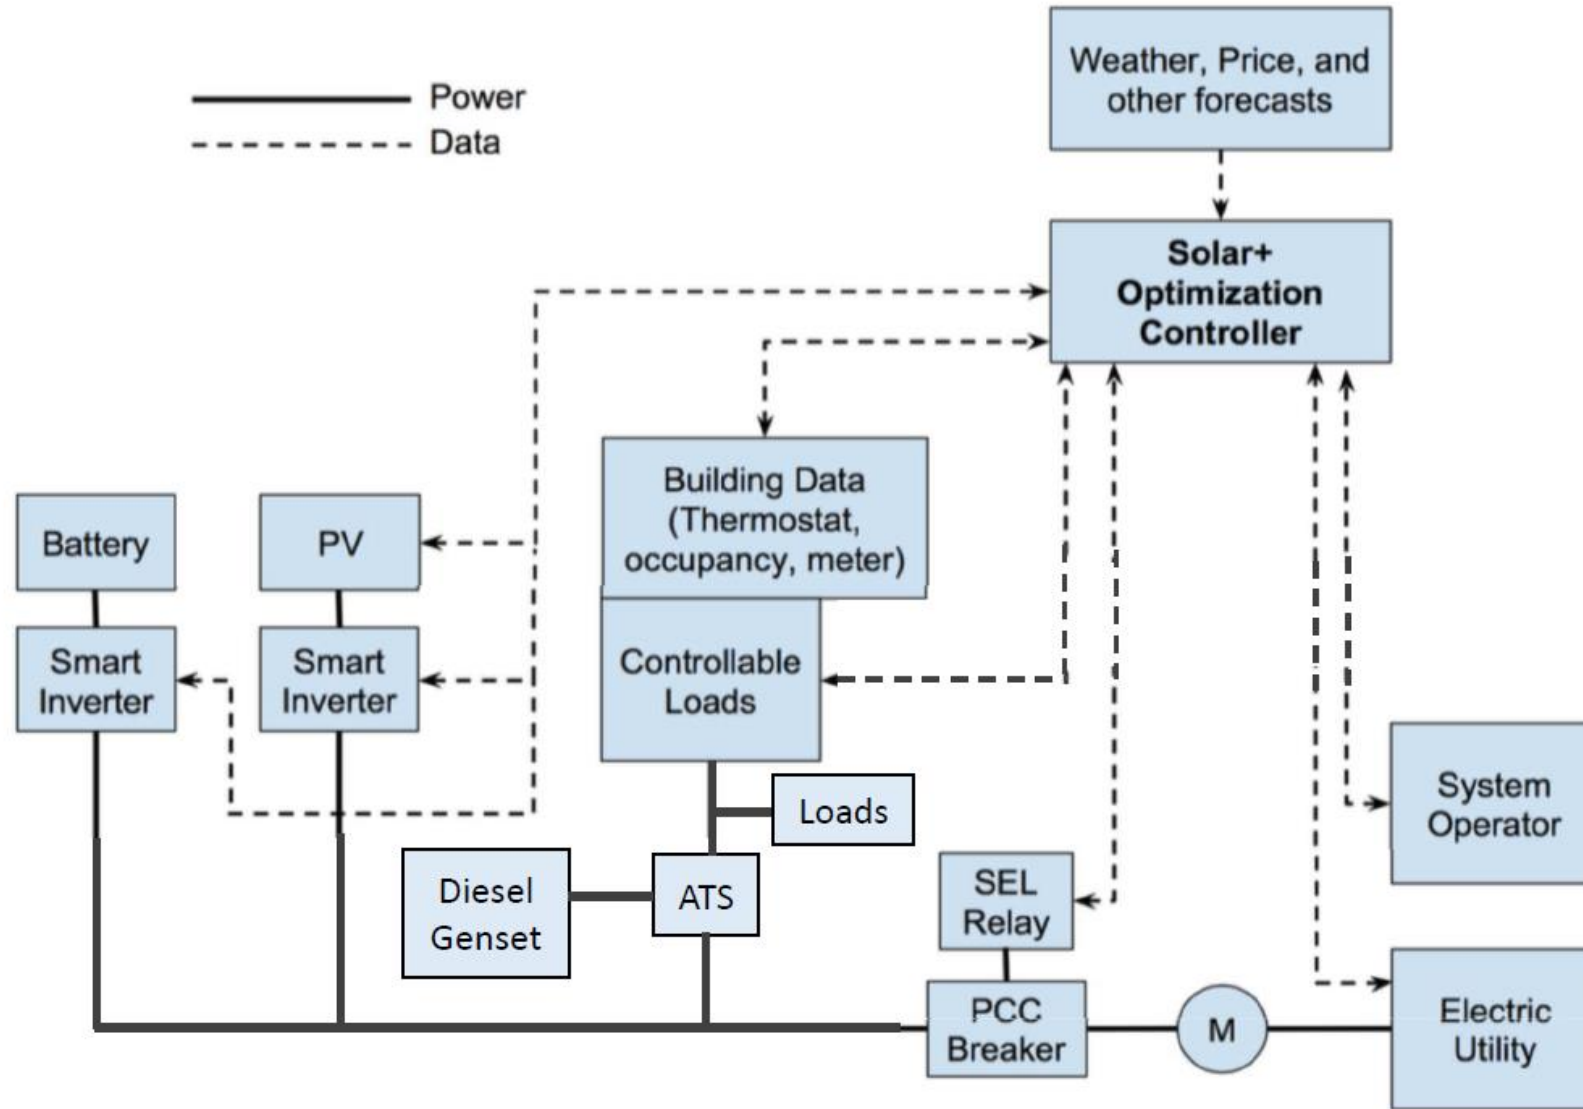 Power
Data
Weather, Price, and
other forecasts
Solar+
Optimization
Controller
Building Data
(Thermostat,
occupancy, meter)
Battery
PV
Smart
Inverter
Smart
Inverter
Controllable
Loads
Loads
System
Operator
Diesel
Genset
ATS
SEL
Relay
PCC
Breaker
M
Electric
Utility